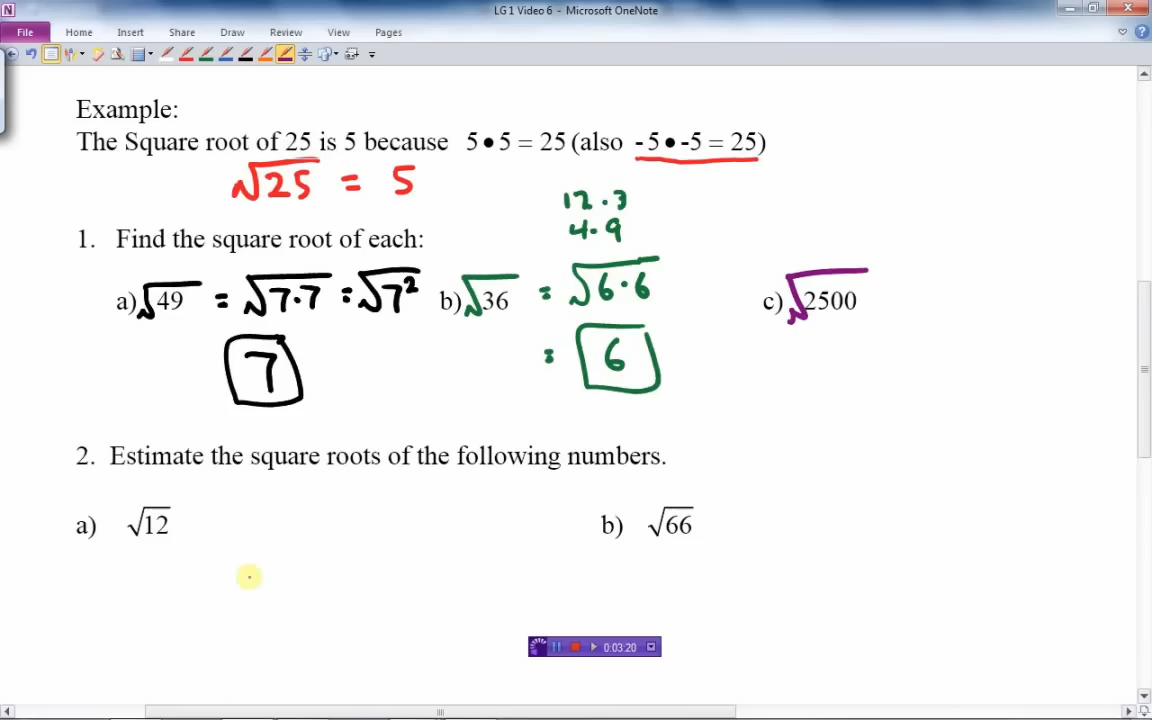 LG 1 Video 6 - Microsoft OneNote
File Home Insert Share Draw Review View Pages
Example:
The Square root of 25 is 5 because 5 • 5 = 25 (also - 5 • -5 = 25)
√25 = 5
12 · 3
4 · 9
1. Find the square root of each:
a) √49 = √7·7 = √7² b) √36 = √6·6 c) √2500
7 = 6
2. Estimate the square roots of the following numbers.
a) √12 b) √66
0:03:20